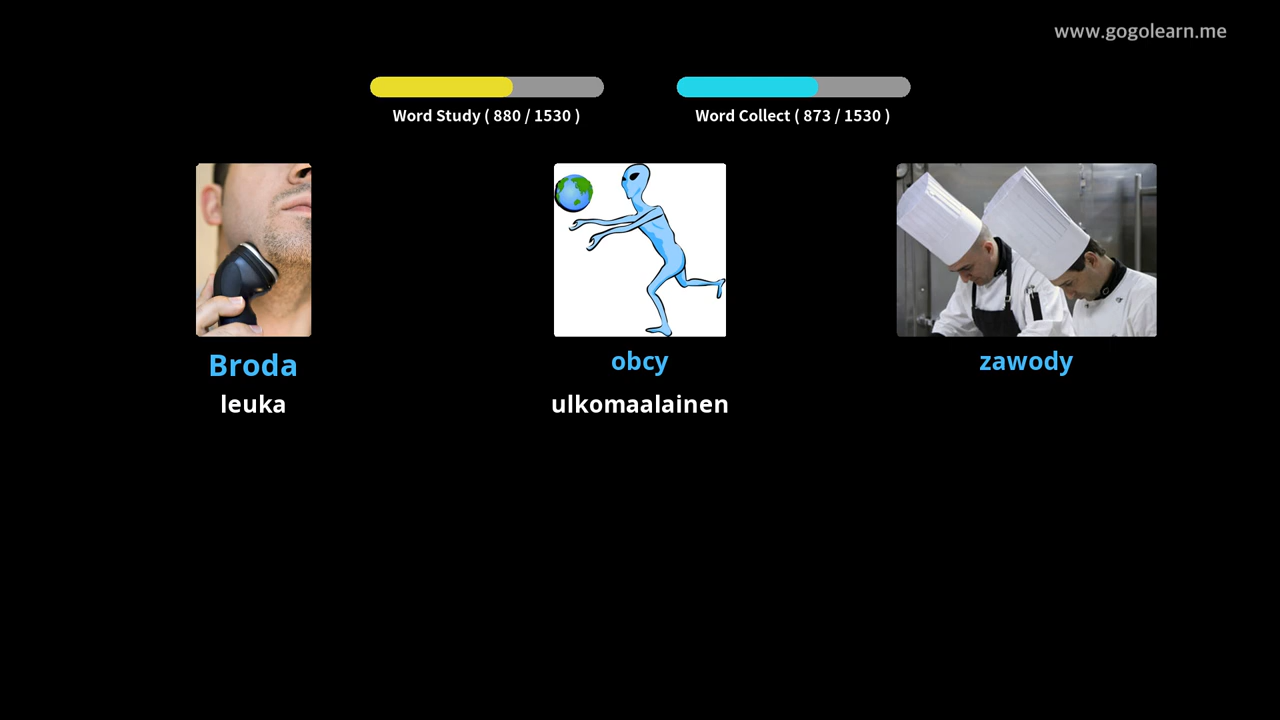 www.gogolearn.me
Word Study ( 880 / 1530 )
Word Collect ( 873 / 1530 )
Broda
obcy
zawody
leuka
ulkomaalainen